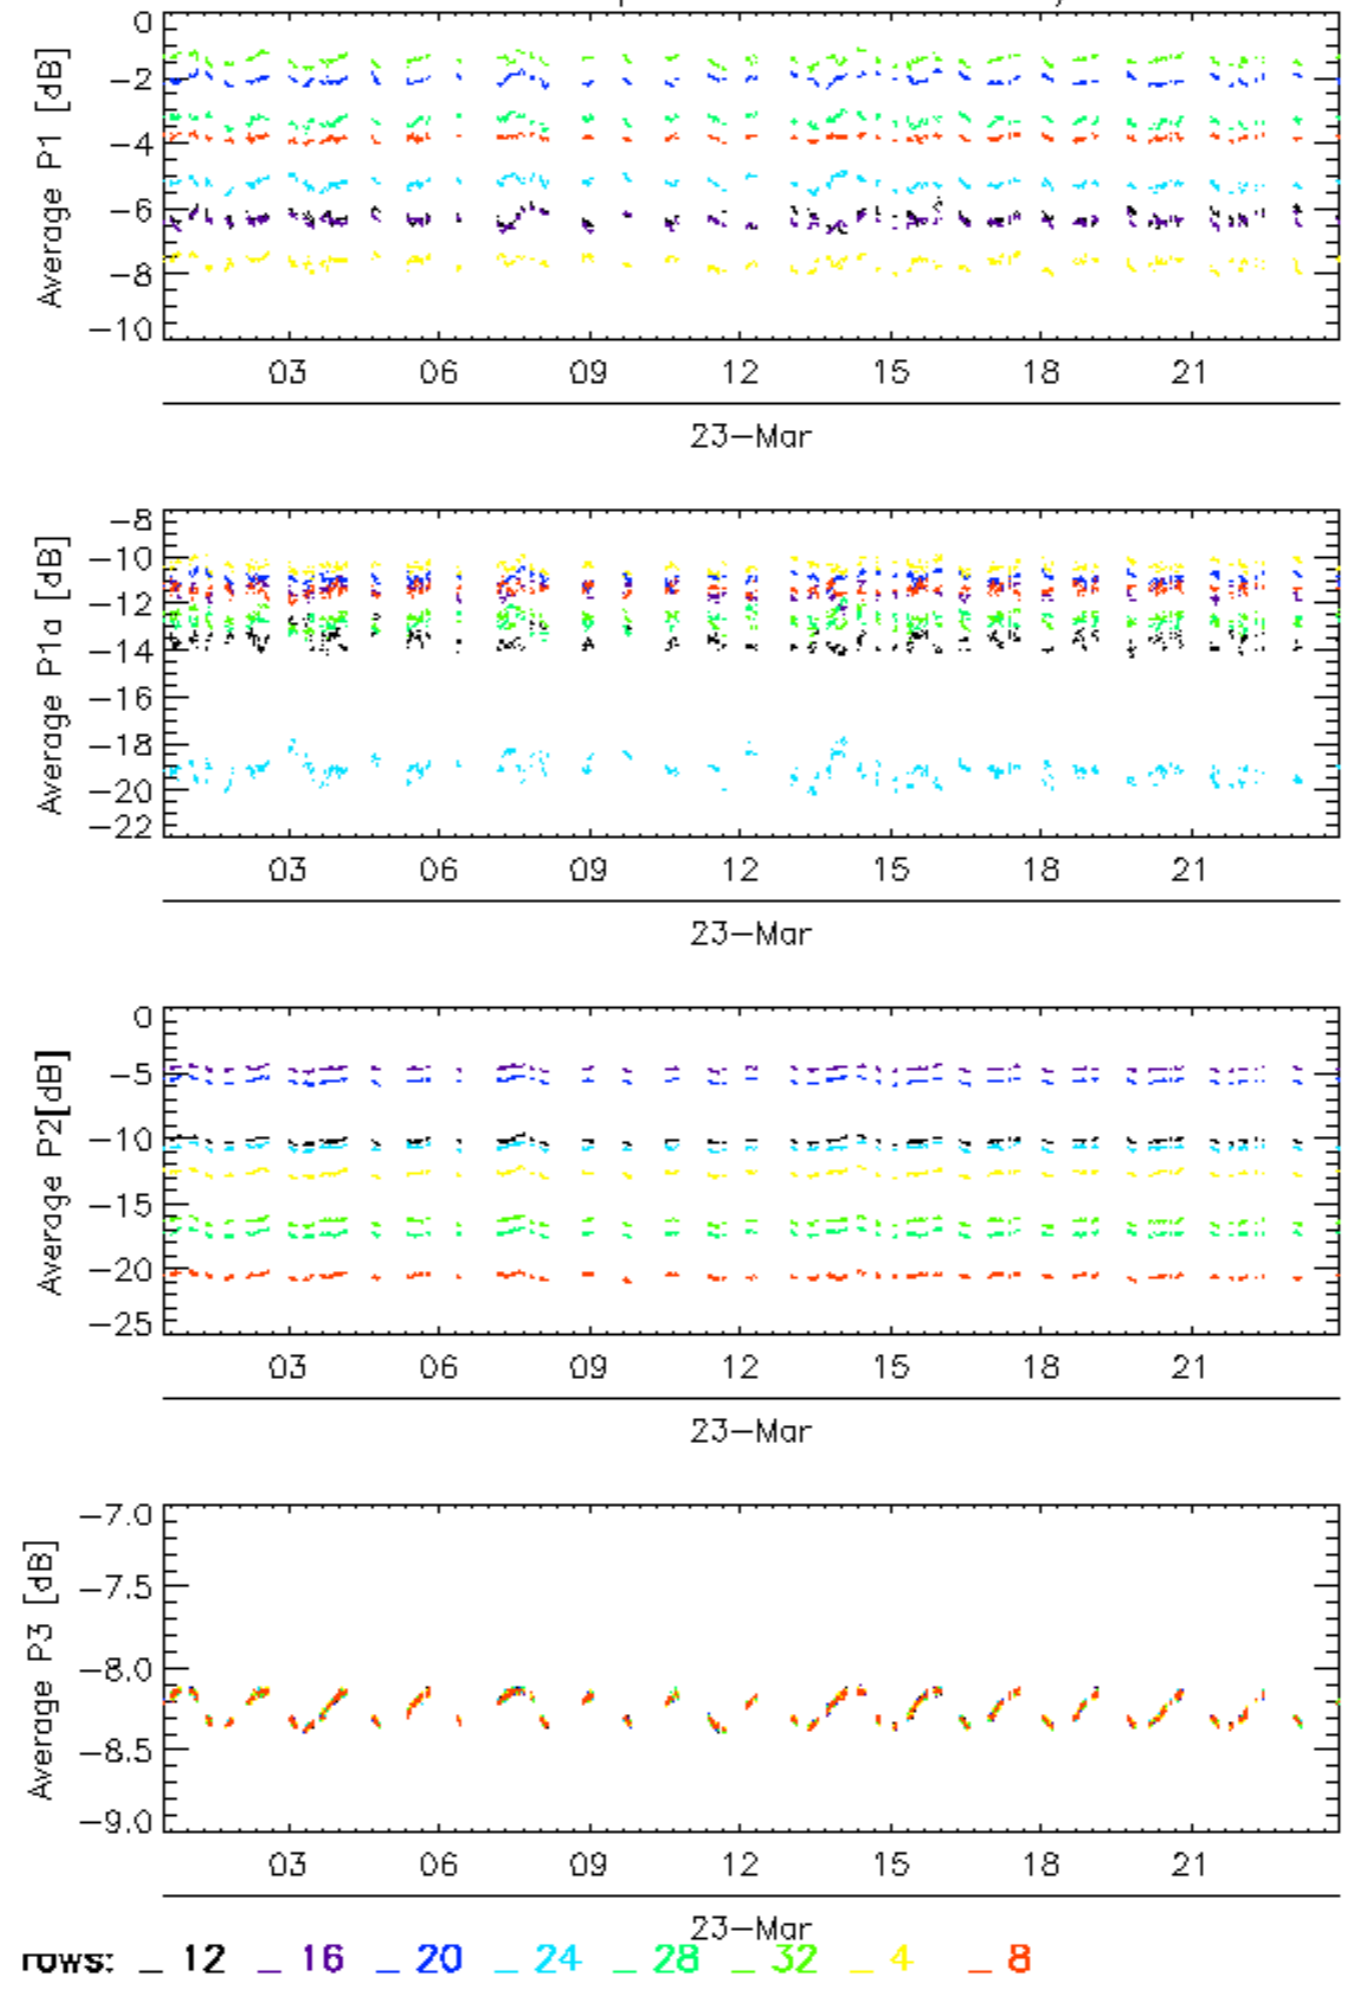 0
−2
−4
−6
−8
−10
Average P1 [dB]
03 06 09 12 15 18 21
23−Mar
−8
−10
−12
−14
−16
−18
−20
−22
Average P1a [dB]
03 06 09 12 15 18 21
23−Mar
0
−5
−10
−15
−20
−25
Average P2[dB]
03 06 09 12 15 18 21
23−Mar
−7.0
−7.5
−8.0
−8.5
−9.0
Average P3 [dB]
03 06 09 12 15 18 21
23−Mar
rows: _ 12 _ 16 _ 20 _ 24 _ 28 _ 32 _ 4 _ 8